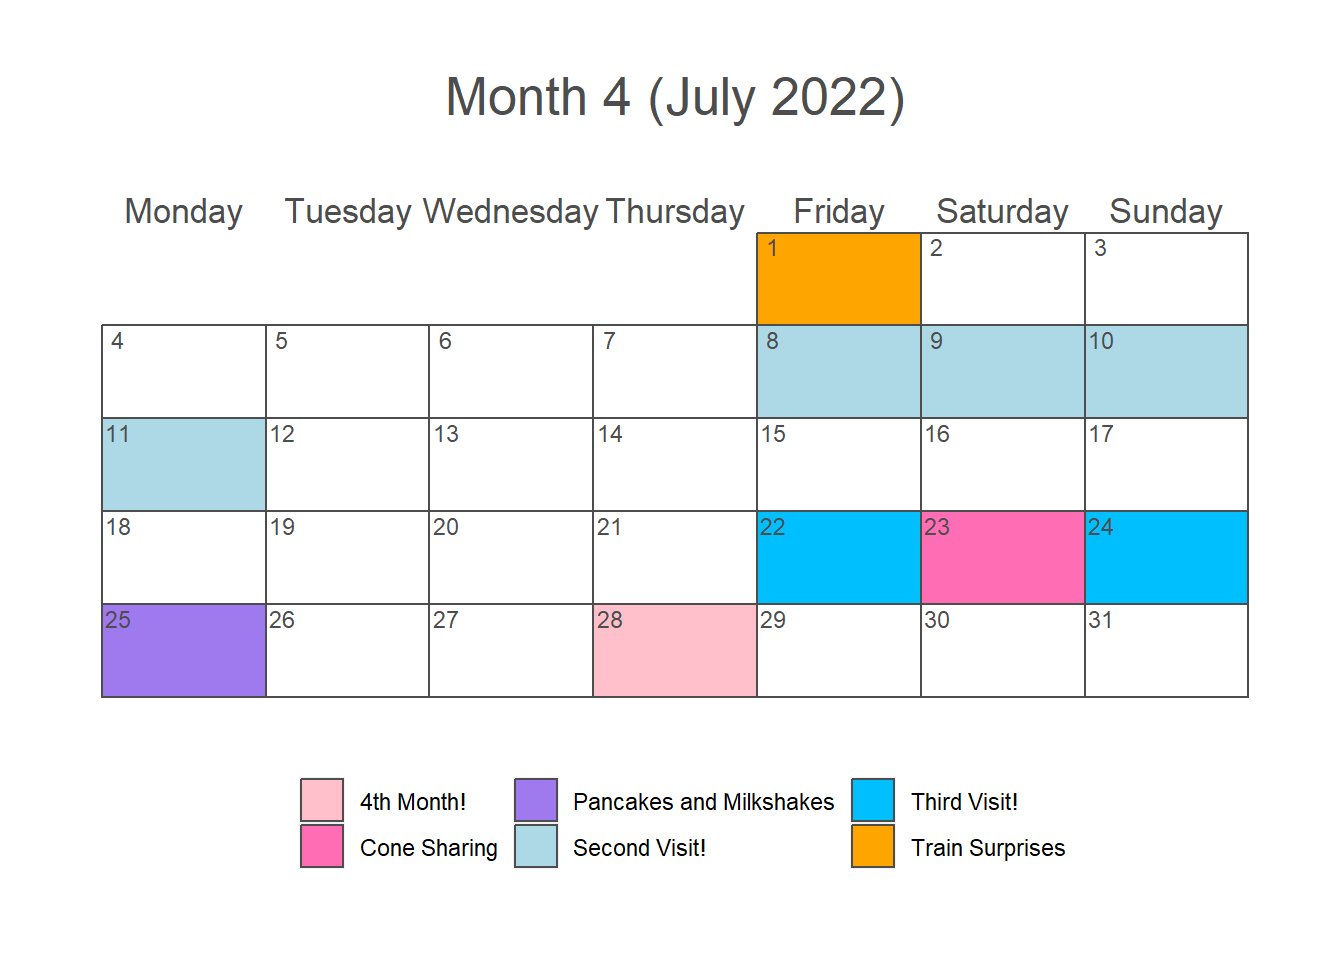 Month 4 (July 2022)
Monday Tuesday Wednesday Thursday Friday Saturday Sunday
1 2 3
4 5 6 7 8 9 10
11 12 13 14 15 16 17
18 19 20 21 22 23 24
25 26 27 28 29 30 31
4th Month! Pancakes and Milkshakes Third Visit!
Cone Sharing Second Visit! Train Surprises